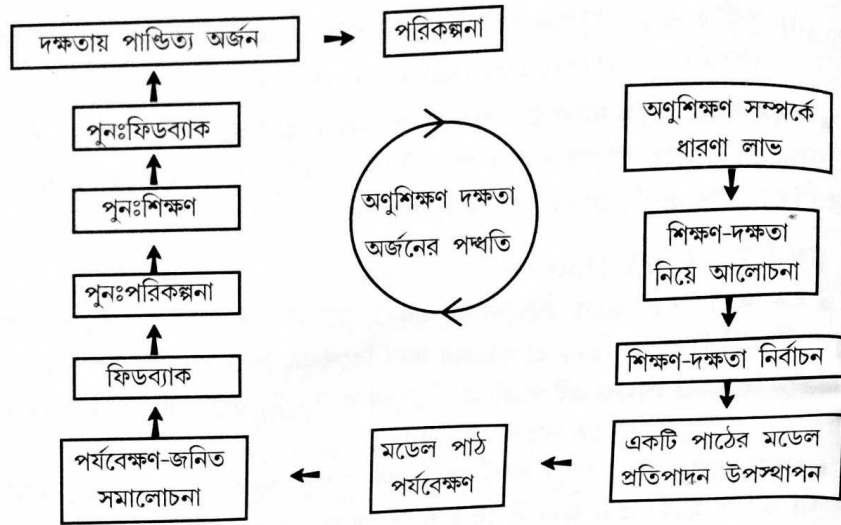 দক্ষতায় পাণ্ডিত্য অর্জন
পরিকল্পনা
পুনঃফিডব্যাক
পুনঃশিক্ষণ
পুনঃপরিকল্পনা
ফিডব্যাক
পর্যবেক্ষণ-জনিত
সমালোচনা
অণুশিক্ষণ দক্ষতা
অর্জনের পদ্ধতি
মডেল পাঠ
পর্যবেক্ষণ
অণুশিক্ষণ সম্পর্কে
ধারণা লাভ
শিক্ষণ-দক্ষতা
নিয়ে আলোচনা
শিক্ষণ-দক্ষতা নির্বাচন
একটি পাঠের মডেল
প্রতিপাদন উপস্থাপন